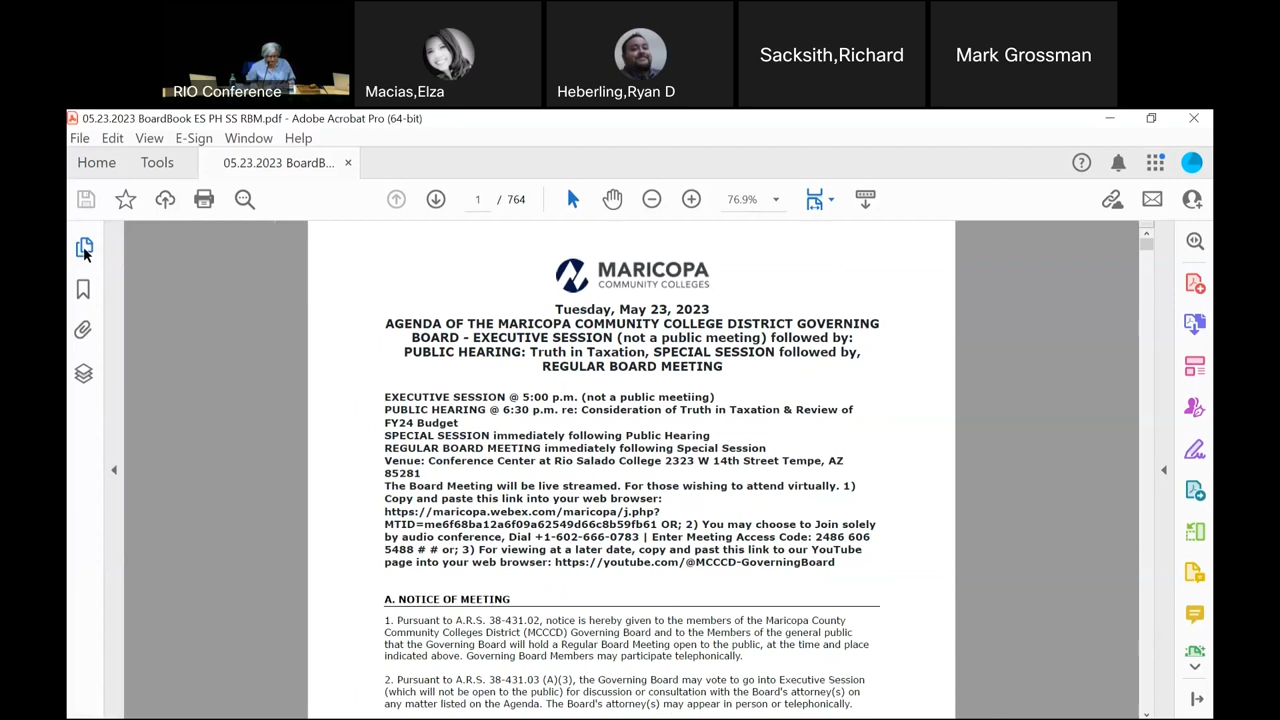 RIO Conference
Macias,Elza
Heberling,Ryan D
Sacksith,Richard
Mark Grossman
05.23.2023 BoardBook ES PH SS RBM.pdf - Adobe Acrobat Pro (64-bit)
File Edit View E-Sign Window Help
Home Tools 05.23.2023 BoardB... ×
1 / 764 76.9%
MARICOPA
COMMUNITY COLLEGES
Tuesday, May 23, 2023
AGENDA OF THE MARICOPA COMMUNITY COLLEGE DISTRICT GOVERNING
BOARD - EXECUTIVE SESSION (not a public meeting) followed by:
PUBLIC HEARING: Truth in Taxation, SPECIAL SESSION followed by,
REGULAR BOARD MEETING
EXECUTIVE SESSION @ 5:00 p.m. (not a public meetiing)
PUBLIC HEARING @ 6:30 p.m. re: Consideration of Truth in Taxation & Review of
FY24 Budget
SPECIAL SESSION immediately following Public Hearing
REGULAR BOARD MEETING immediately following Special Session
Venue: Conference Center at Rio Salado College 2323 W 14th Street Tempe, AZ
85281
The Board Meeting will be live streamed. For those wishing to attend virtually. 1)
Copy and paste this link into your web browser:
https://maricopa.webex.com/maricopa/j.php?
MTID=me6f68ba12a6f09a62549d66c8b59fb61 OR; 2) You may choose to Join solely
by audio conference, Dial +1-602-666-0783 | Enter Meeting Access Code: 2486 606
5488 # # or; 3) For viewing at a later date, copy and past this link to our YouTube
page into your web browser: https://youtube.com/@MCCCD-GoverningBoard
A. NOTICE OF MEETING
1. Pursuant to A.R.S. 38-431.02, notice is hereby given to the members of the Maricopa County
Community Colleges District (MCCCD) Governing Board and to the Members of the general public
that the Governing Board will hold a Regular Board Meeting open to the public, at the time and place
indicated above. Governing Board Members may participate telephonically.
2. Pursuant to A.R.S. 38-431.03 (A)(3), the Governing Board may vote to go into Executive Session
(which will not be open to the public) for discussion or consultation with the Board's attorney(s) on
any matter listed on the Agenda. The Board's attorney(s) may appear in person or telephonically.